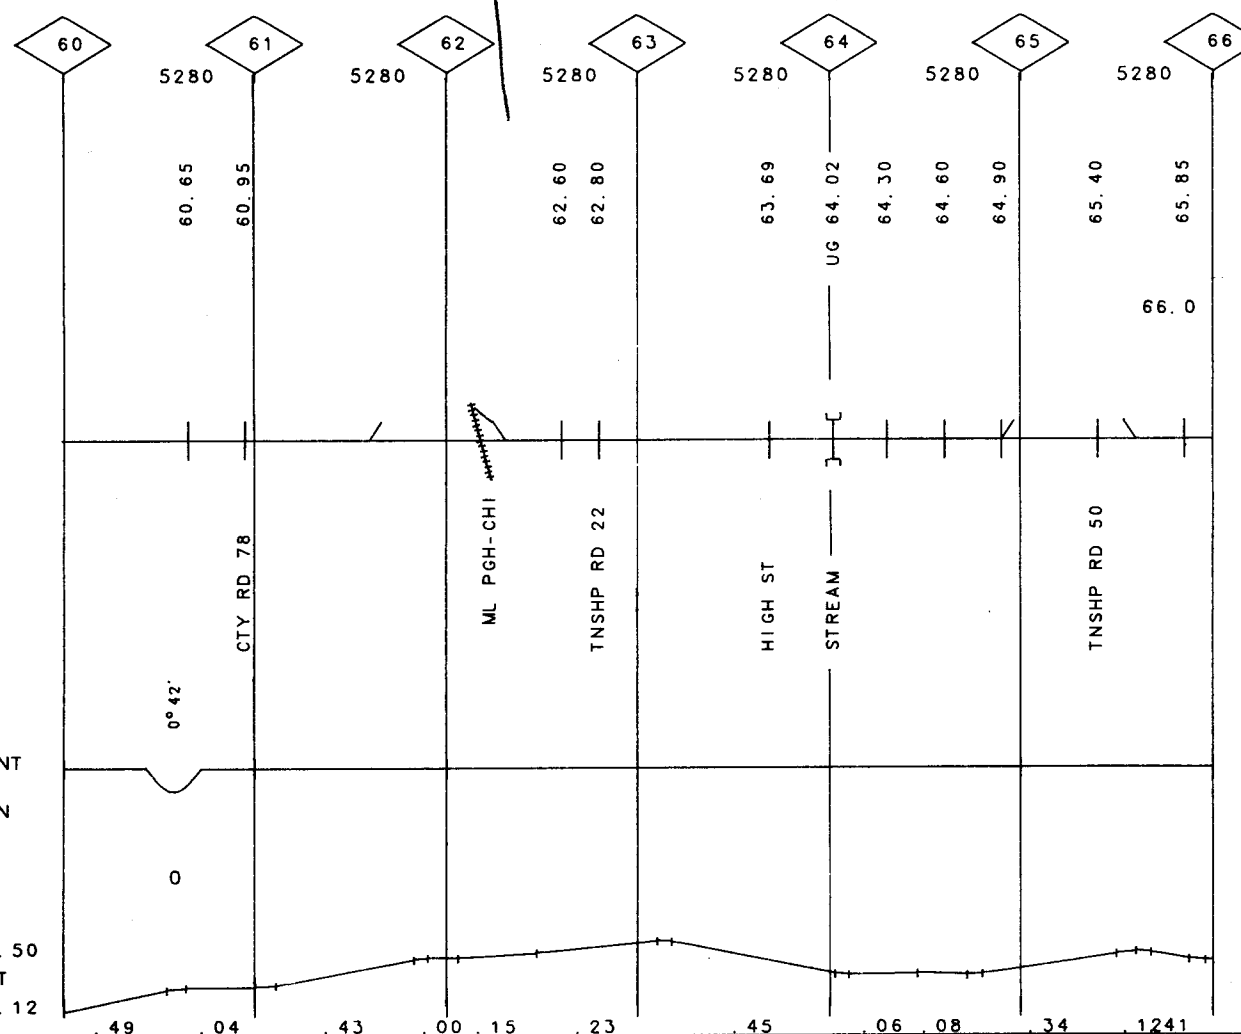 60 61 62 63 64 65 66
5280 5280 5280 5280 5280 5280
60.65
60.95
62.60
62.80
63.69
UG 64.02
64.30
64.60
64.90
65.40
65.85
66.0
CTY RD 78
ML PGH-CHI
TNSHP RD 22
HIGH ST
STREAM
TNSHP RD 50
0°42'
NT
N
0
.50
T
.12
.49 .04 .43 .00 .15 .23 .45 .06 .08 .34 .1241